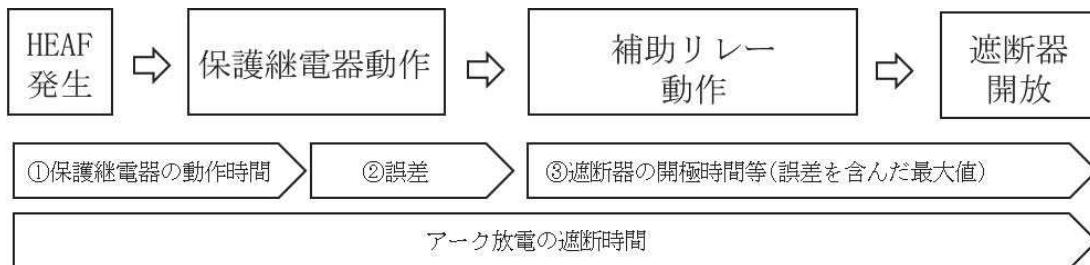 HEAF
発生
保護継電器動作
補助リレー
動作
遮断器
開放
①保護継電器の動作時間
②誤差
③遮断器の開極時間等(誤差を含んだ最大値)
アーク放電の遮断時間